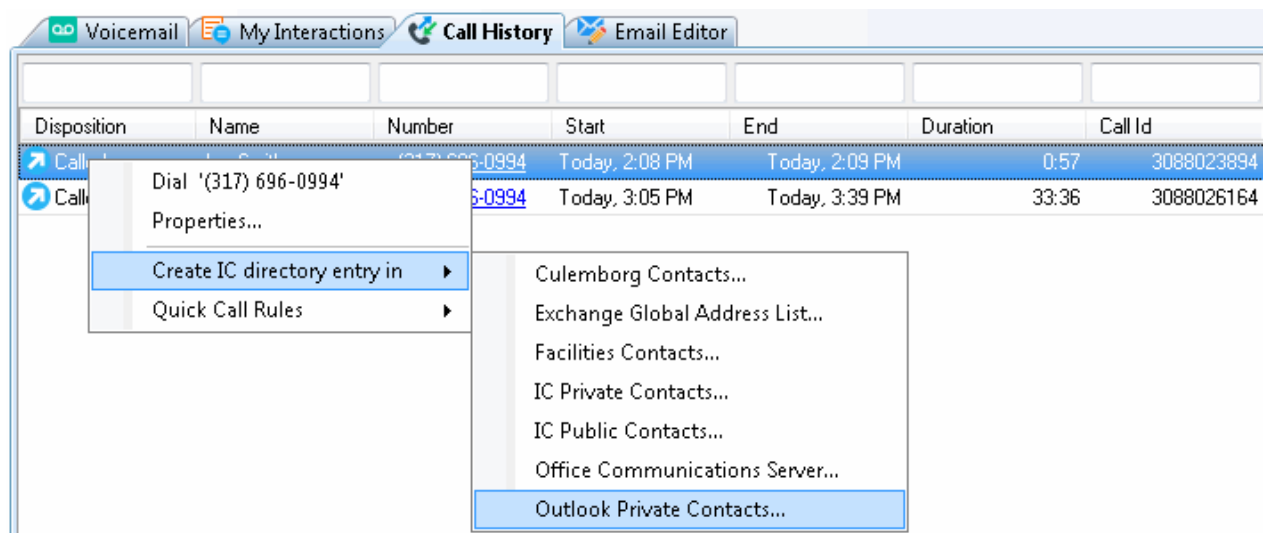 Voicemail My Interactions Call History Email Editor
Disposition Name Number Start End Duration Call Id
Today, 2:08 PM Today, 2:09 PM 0:57 3088023894
Today, 3:05 PM Today, 3:39 PM 33:36 3088026164
Dial '(317) 696-0994'
Properties...
Create IC directory entry in
Quick Call Rules
Culemborg Contacts...
Exchange Global Address List...
Facilities Contacts...
IC Private Contacts...
IC Public Contacts...
Office Communications Server...
Outlook Private Contacts...